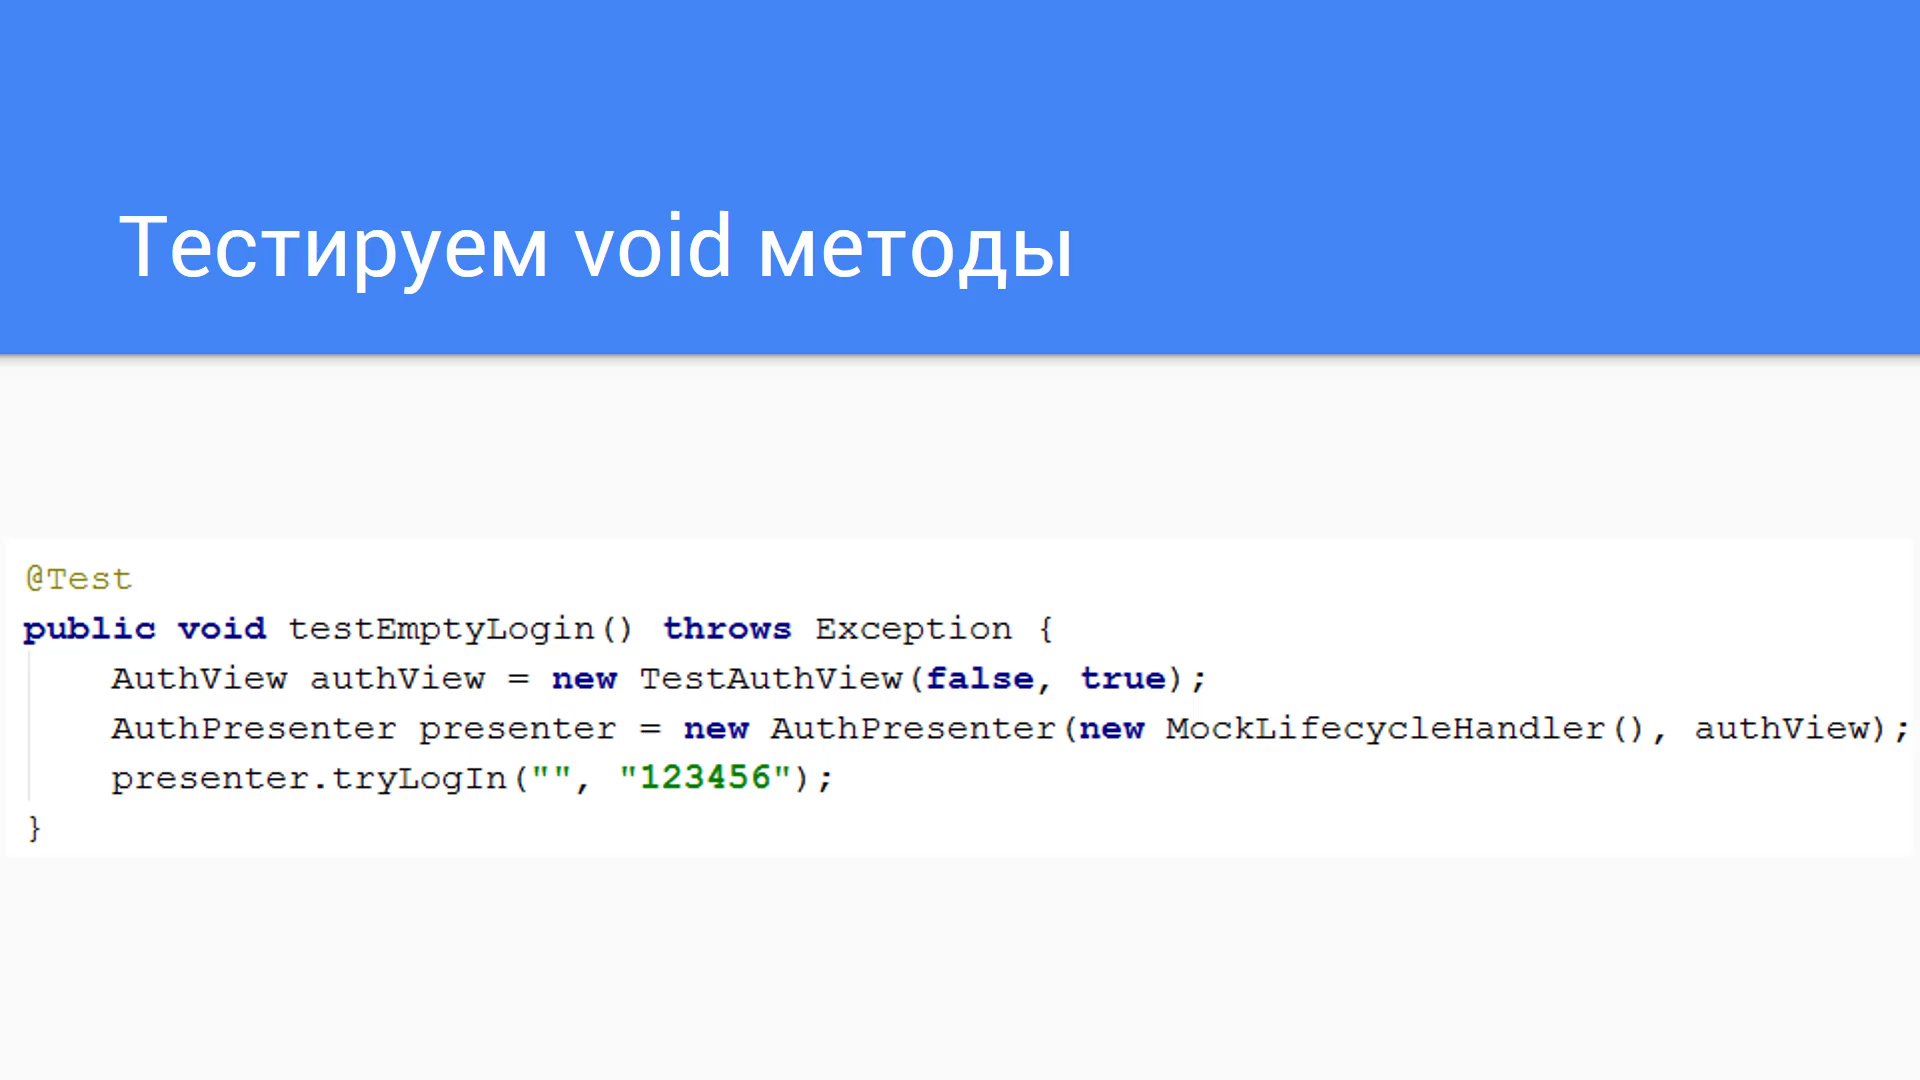 Тестируем void методы
@Test
public void testEmptyLogin() throws Exception {
    AuthView authView = new TestAuthView(false, true);
    AuthPresenter presenter = new AuthPresenter(new MockLifecycleHandler(), authView);
    presenter.tryLogIn("", "123456");
}